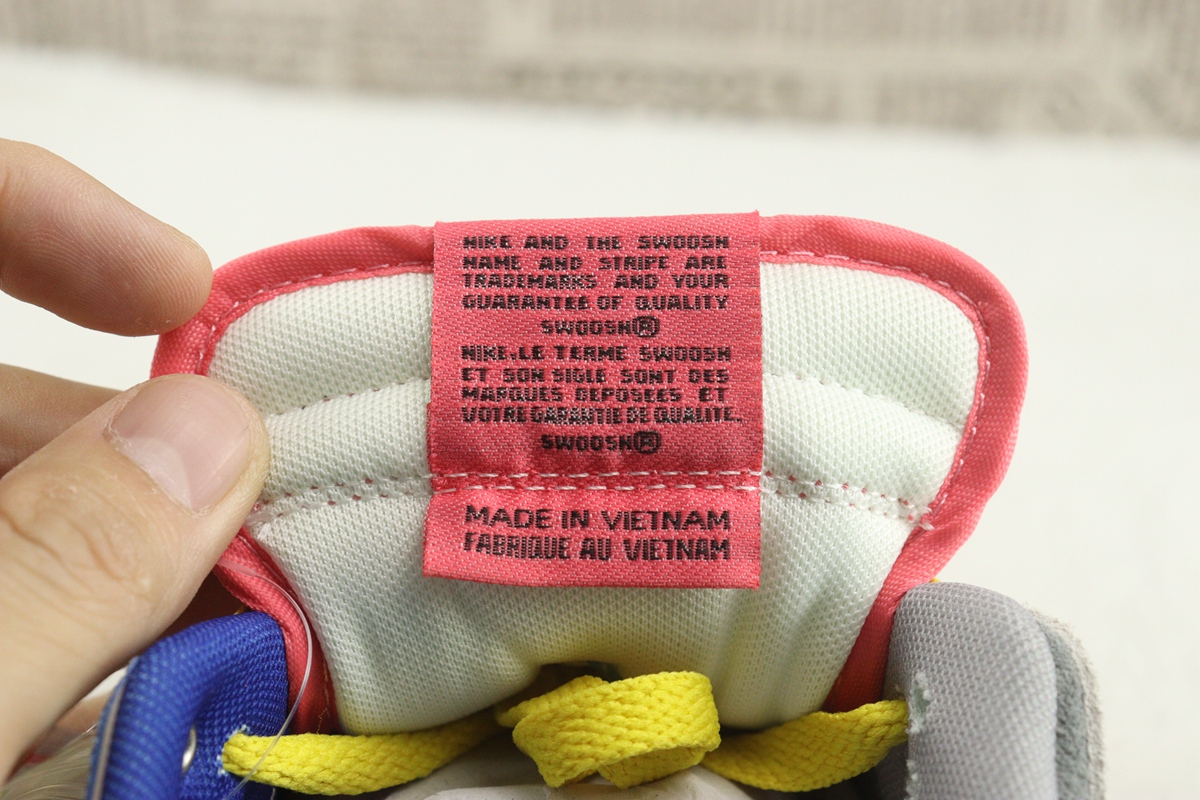 NIKE AND THE SWOOSH
NAME AND STRIPE ARE
TRADEMARKS AND YOUR
GUARANTEE OF QUALITY
SWOOSH®
NIKE.LE TERME SWOOSH
ET SON SIGLE SONT DES
MARQUES DEPOSEES ET
VOTRE GARANTIE DE QUALITE.
SWOOSH®
MADE IN VIETNAM
FABRIQUE AU VIETNAM